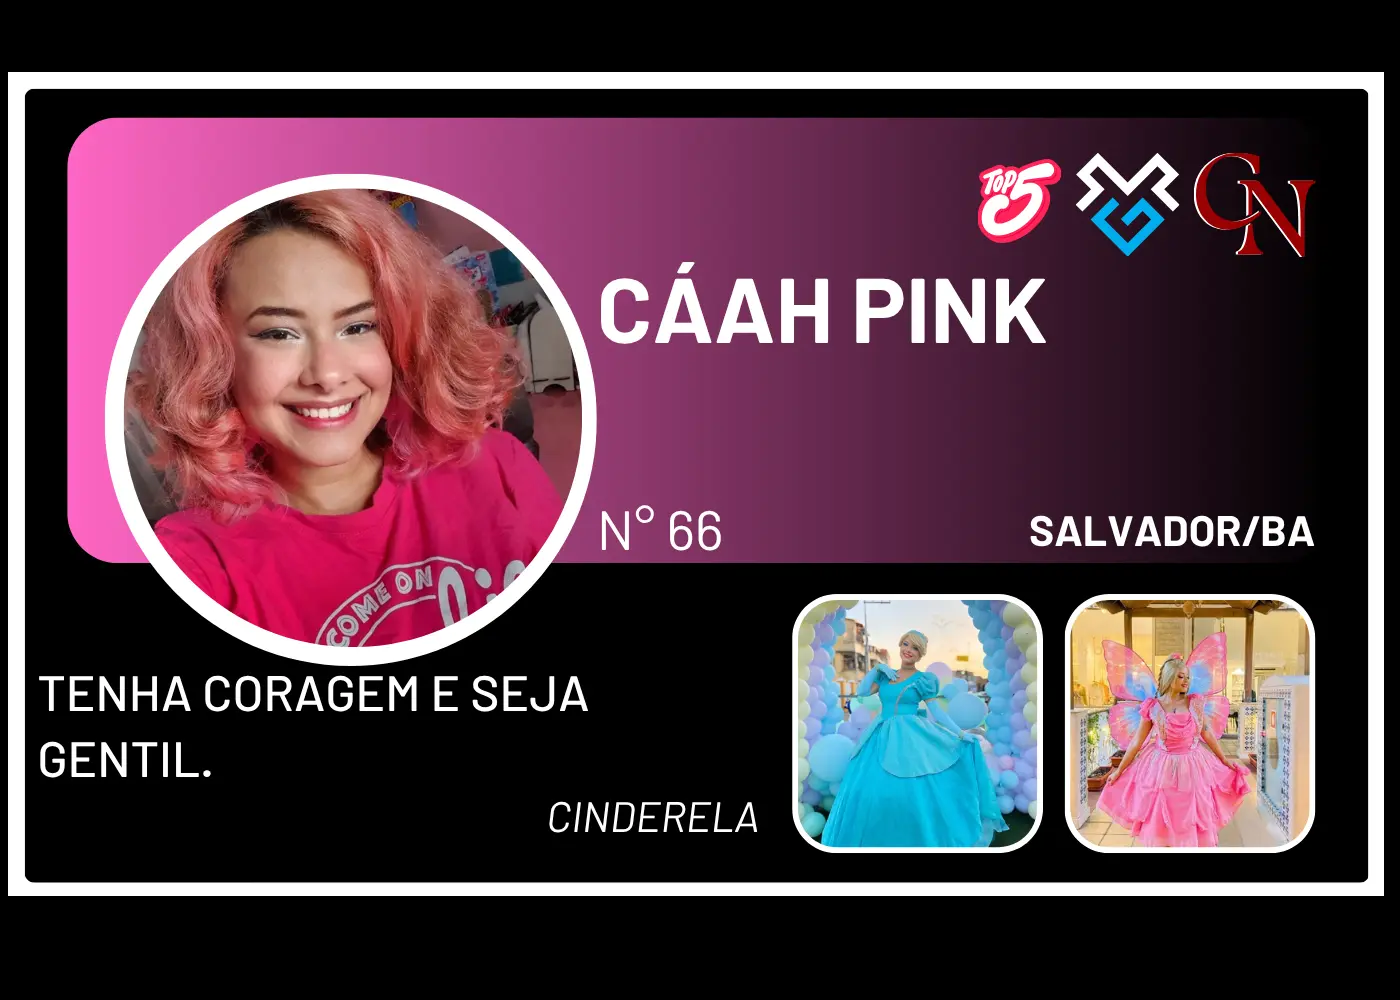 TOP 5
CN
CÁAH PINK
N° 66
SALVADOR/BA
COME ON
TENHA CORAGEM E SEJA
GENTIL.
CINDERELA